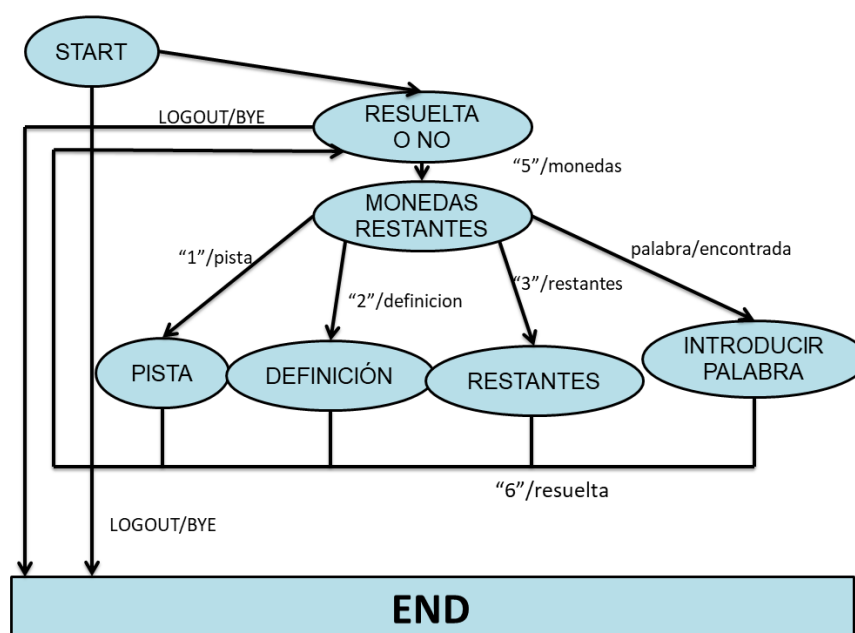 START
LOGOUT/BYE
RESUELTA
O NO
“5”/monedas
MONEDAS
RESTANTES
“1”/pista
“2”/definicion
“3”/restantes
palabra/encontrada
PISTA
DEFINICIÓN
RESTANTES
INTRODUCIR
PALABRA
“6”/resuelta
LOGOUT/BYE
END